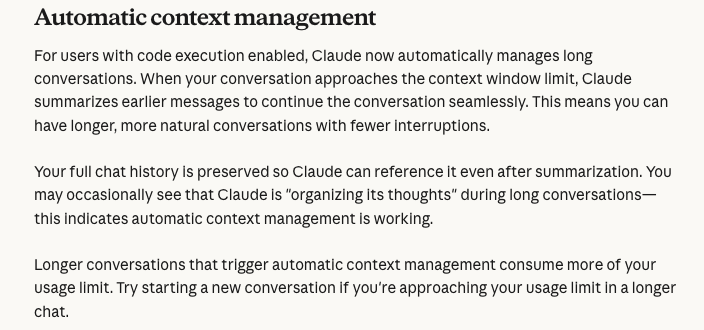 Automatic context management
For users with code execution enabled, Claude now automatically manages long
conversations. When your conversation approaches the context window limit, Claude
summarizes earlier messages to continue the conversation seamlessly. This means you can
have longer, more natural conversations with fewer interruptions.
Your full chat history is preserved so Claude can reference it even after summarization. You
may occasionally see that Claude is "organizing its thoughts" during long conversations—
this indicates automatic context management is working.
Longer conversations that trigger automatic context management consume more of your
usage limit. Try starting a new conversation if you're approaching your usage limit in a longer
chat.